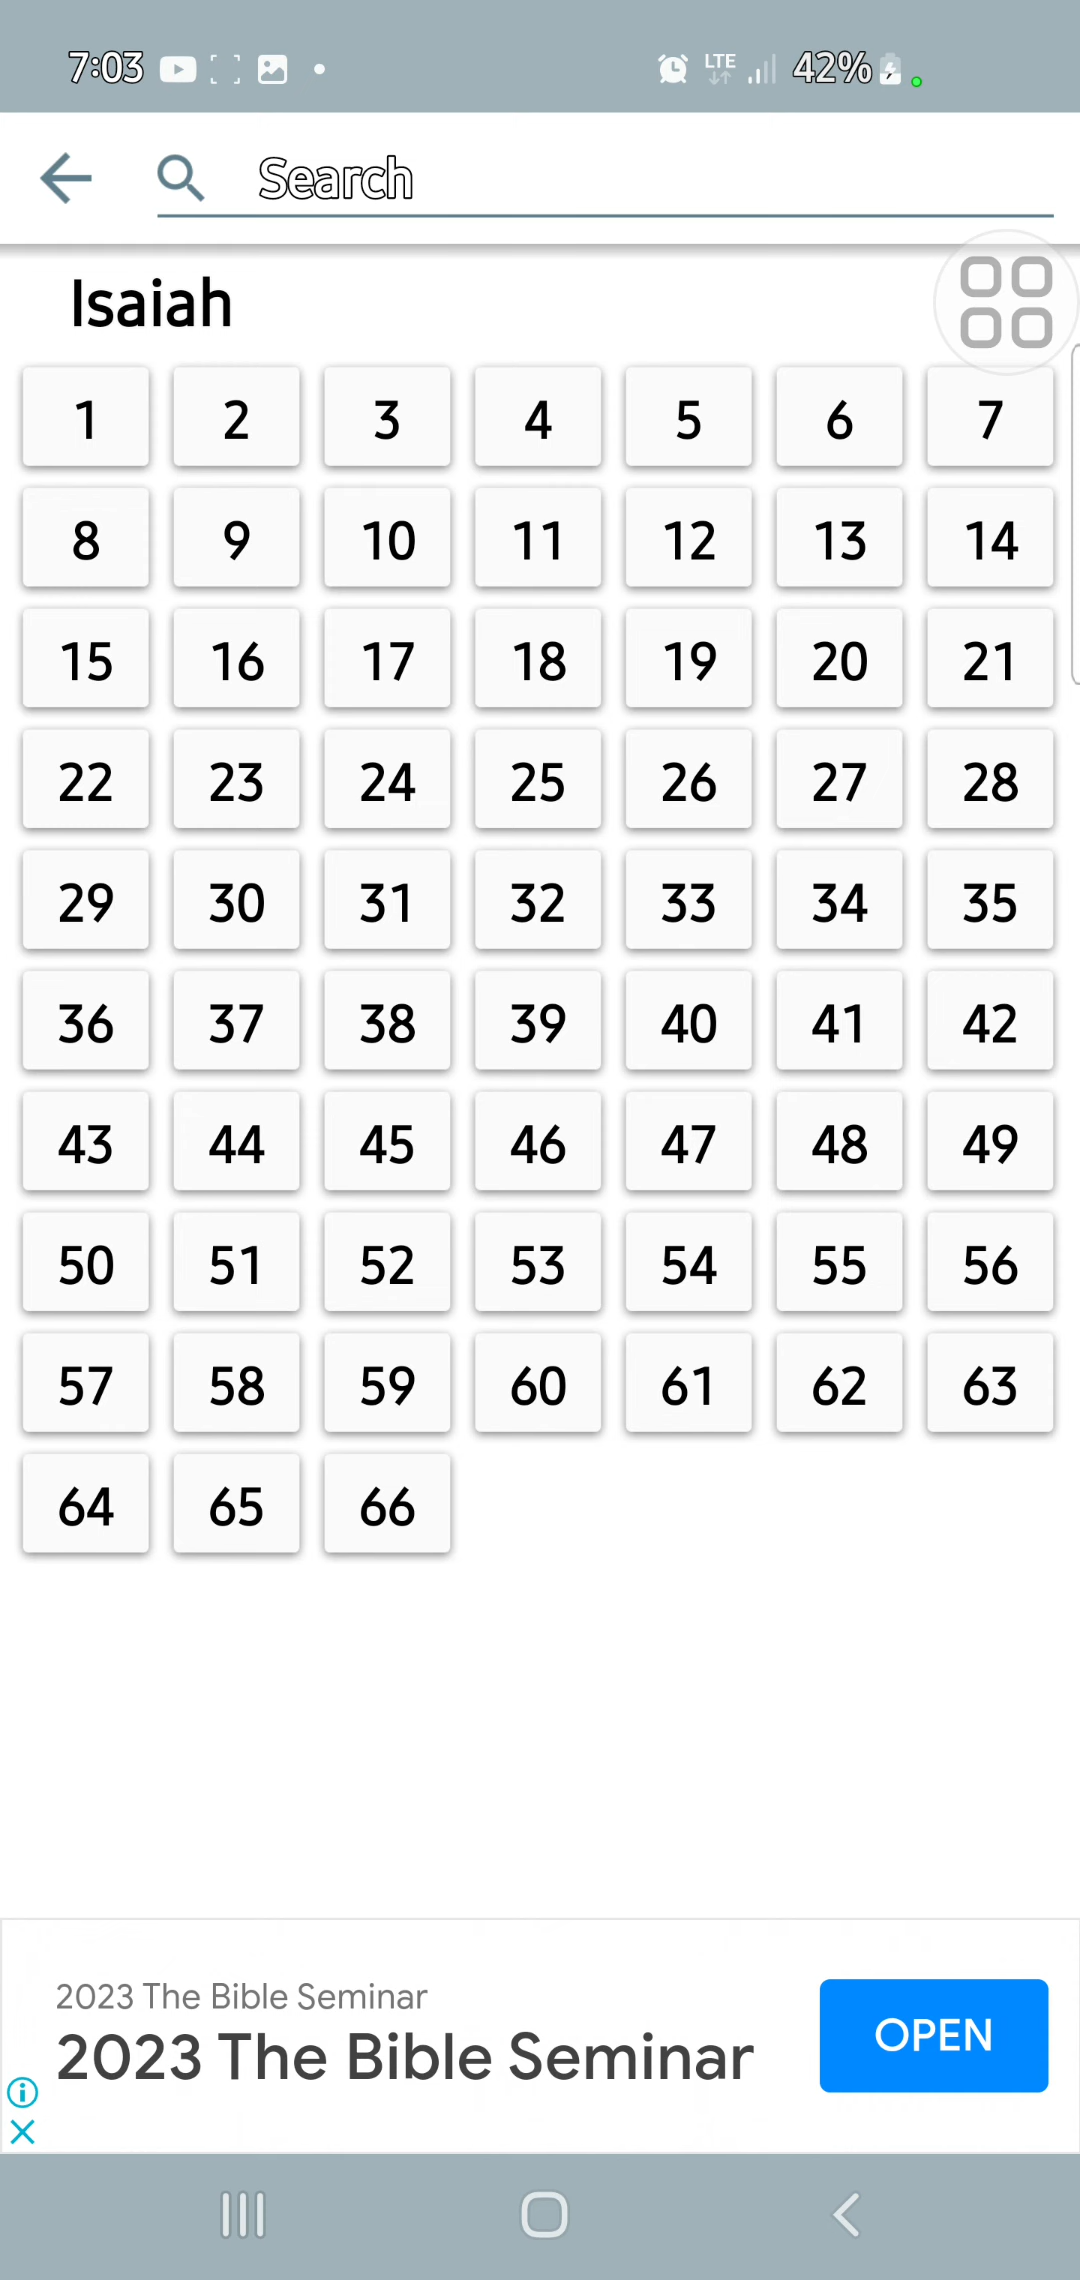 7:03 LTE 42%
Search
Isaiah
1 2 3 4 5 6 7
8 9 10 11 12 13 14
15 16 17 18 19 20 21
22 23 24 25 26 27 28
29 30 31 32 33 34 35
36 37 38 39 40 41 42
43 44 45 46 47 48 49
50 51 52 53 54 55 56
57 58 59 60 61 62 63
64 65 66
2023 The Bible Seminar
2023 The Bible Seminar
OPEN